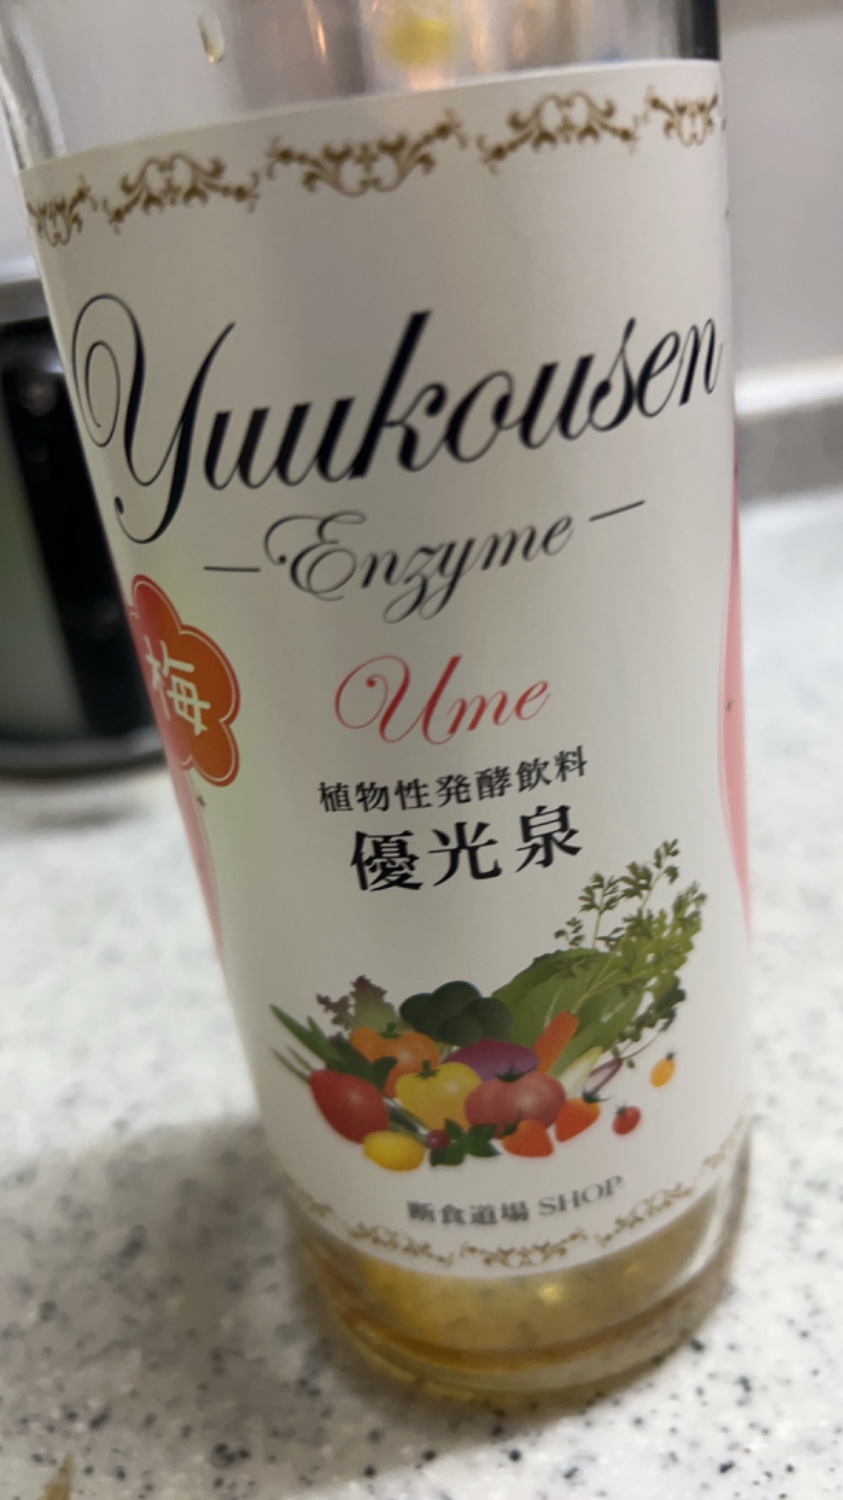 Yuukousen
Enzyme
梅
Ume
植物性発酵飲料
優光泉
断食道場 SHOP